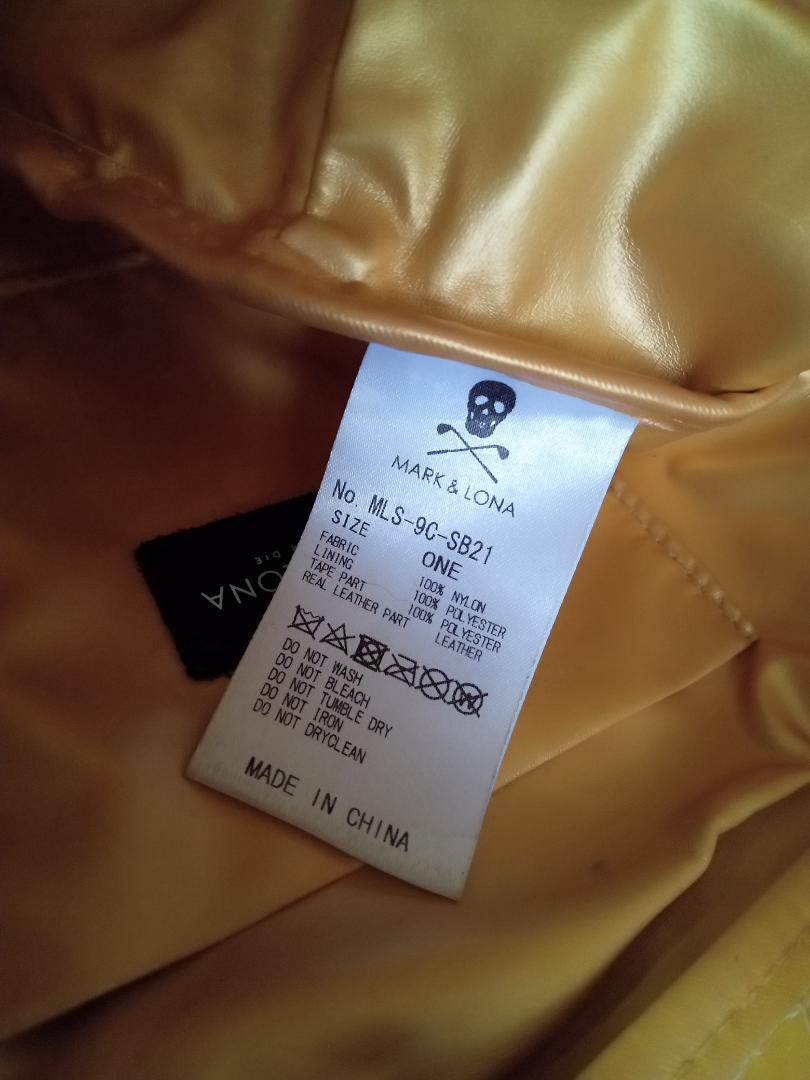 MARK & LONA
No. MLS-9C-SB21
SIZE ONE
FABRIC 100% NYLON
LINING 100% POLYESTER
TAPE PART 100% POLYESTER
REAL LEATHER PART LEATHER
DO NOT WASH
DO NOT BLEACH
DO NOT TUMBLE DRY
DO NOT IRON
DO NOT DRYCLEAN
MADE IN CHINA
LONA
DIE